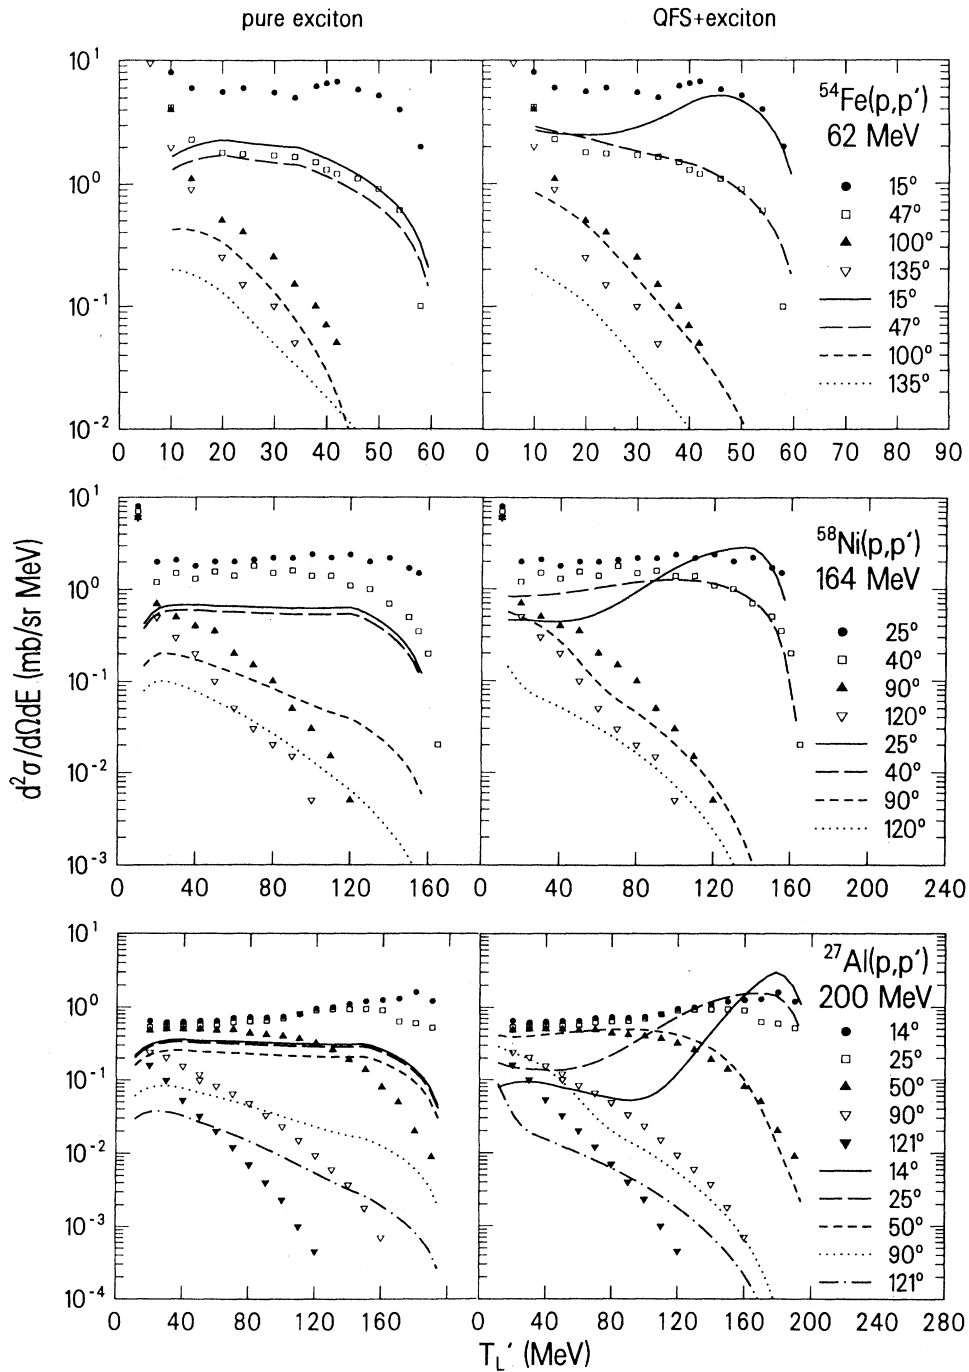 pure exciton
QFS+exciton
d²σ/dΩdE (mb/sr MeV)
10¹
10⁰
10⁻¹
10⁻²
0 10 20 30 40 50 60
0 10 20 30 40 50 60 70 80 90
⁵⁴Fe(p,p′)
62 MeV
15°
47°
100°
135°
15°
47°
100°
135°
10¹
10⁰
10⁻¹
10⁻²
10⁻³
0 40 80 120 160
0 40 80 120 160 200 240
⁵⁸Ni(p,p′)
164 MeV
25°
40°
90°
120°
25°
40°
90°
120°
10¹
10⁰
10⁻¹
10⁻²
10⁻³
10⁻⁴
0 40 80 120 160
0 40 80 120 160 200 240 280
²⁷Al(p,p′)
200 MeV
14°
25°
50°
90°
121°
14°
25°
50°
90°
121°
T_L′ (MeV)